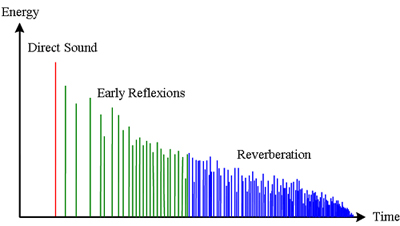 Energy
Direct Sound
Early Reflexions
Reverberation
Time